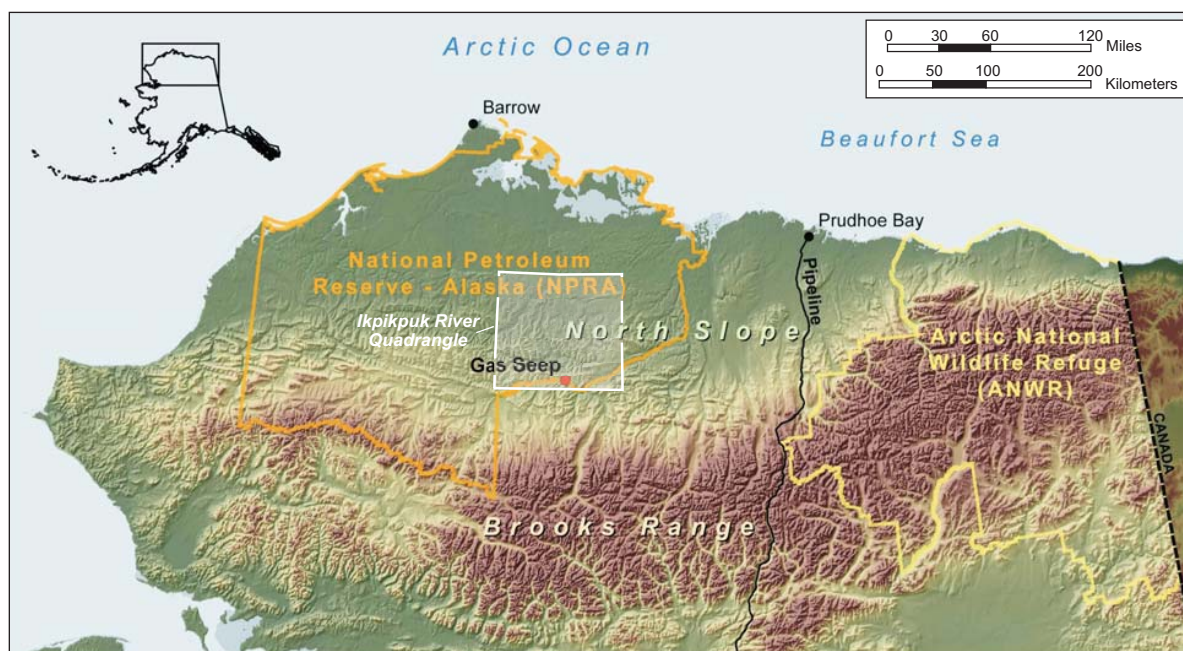 Arctic Ocean
0 30 60 120
Miles
0 50 100 200
Kilometers
Barrow
Beaufort Sea
Prudhoe Bay
National Petroleum
Reserve - Alaska (NPRA)
Pipeline
Ikpikpuk River
Quadrangle
North Slope
Arctic National
Wildlife Refuge
(ANWR)
Gas Seep
CANADA
Brooks Range